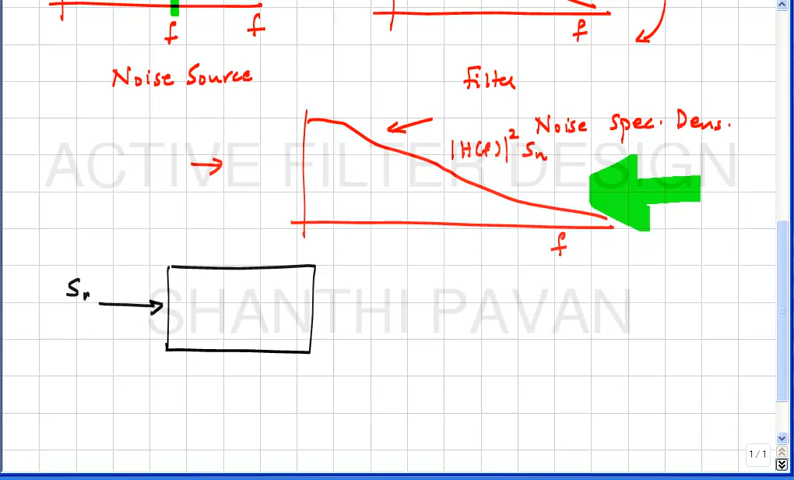 f
f
f
Noise Source
Filter
Noise Spec. Dens.
|H(f)|² Sn
ACTIVE FILTER DESIGN
f
Sn
SHANTHI PAVAN
1 / 1